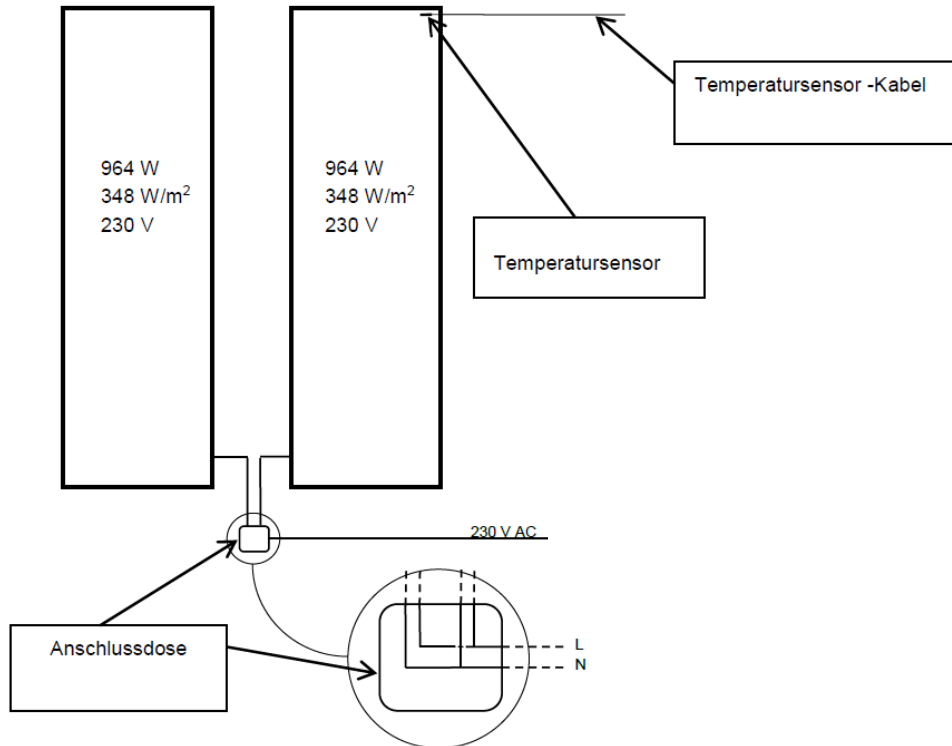 Temperatursensor -Kabel
964 W
348 W/m²
230 V
964 W
348 W/m²
230 V
Temperatursensor
230 V AC
Anschlussdose
L
N